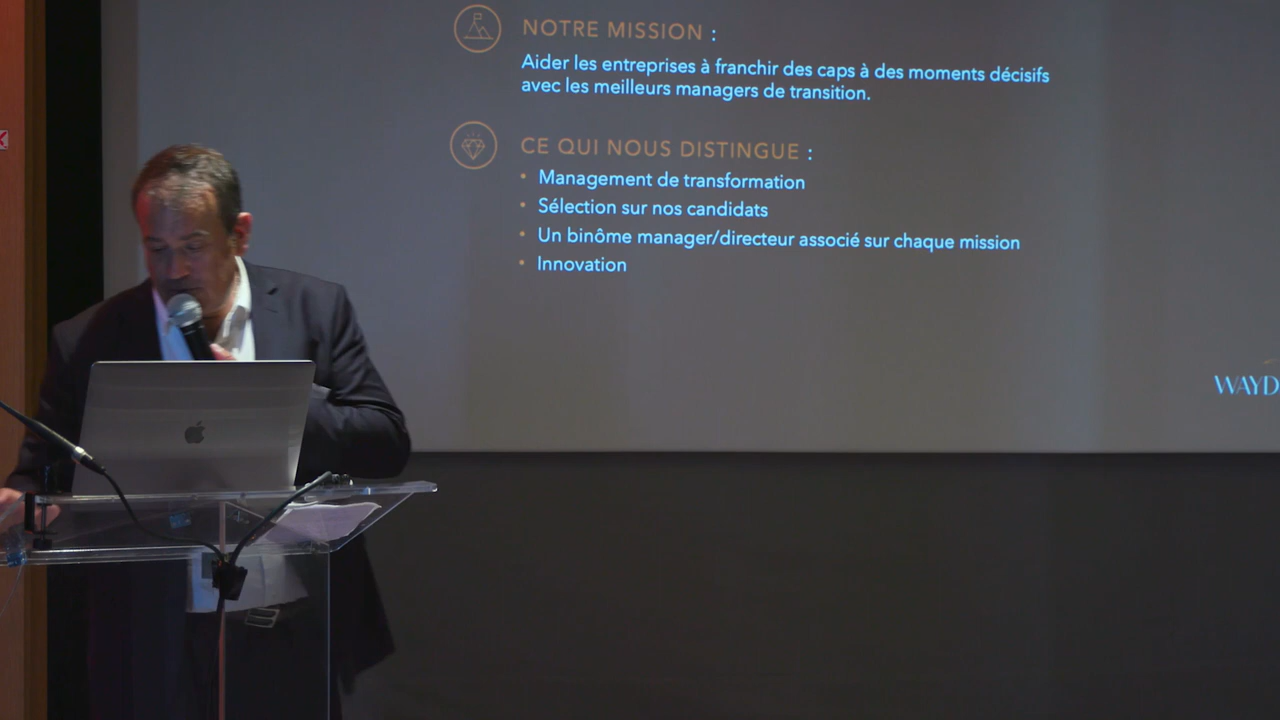 NOTRE MISSION :
Aider les entreprises à franchir des caps à des moments décisifs
avec les meilleurs managers de transition.
CE QUI NOUS DISTINGUE :
• Management de transformation
• Sélection sur nos candidats
• Un binôme manager/directeur associé sur chaque mission
• Innovation
WAYD